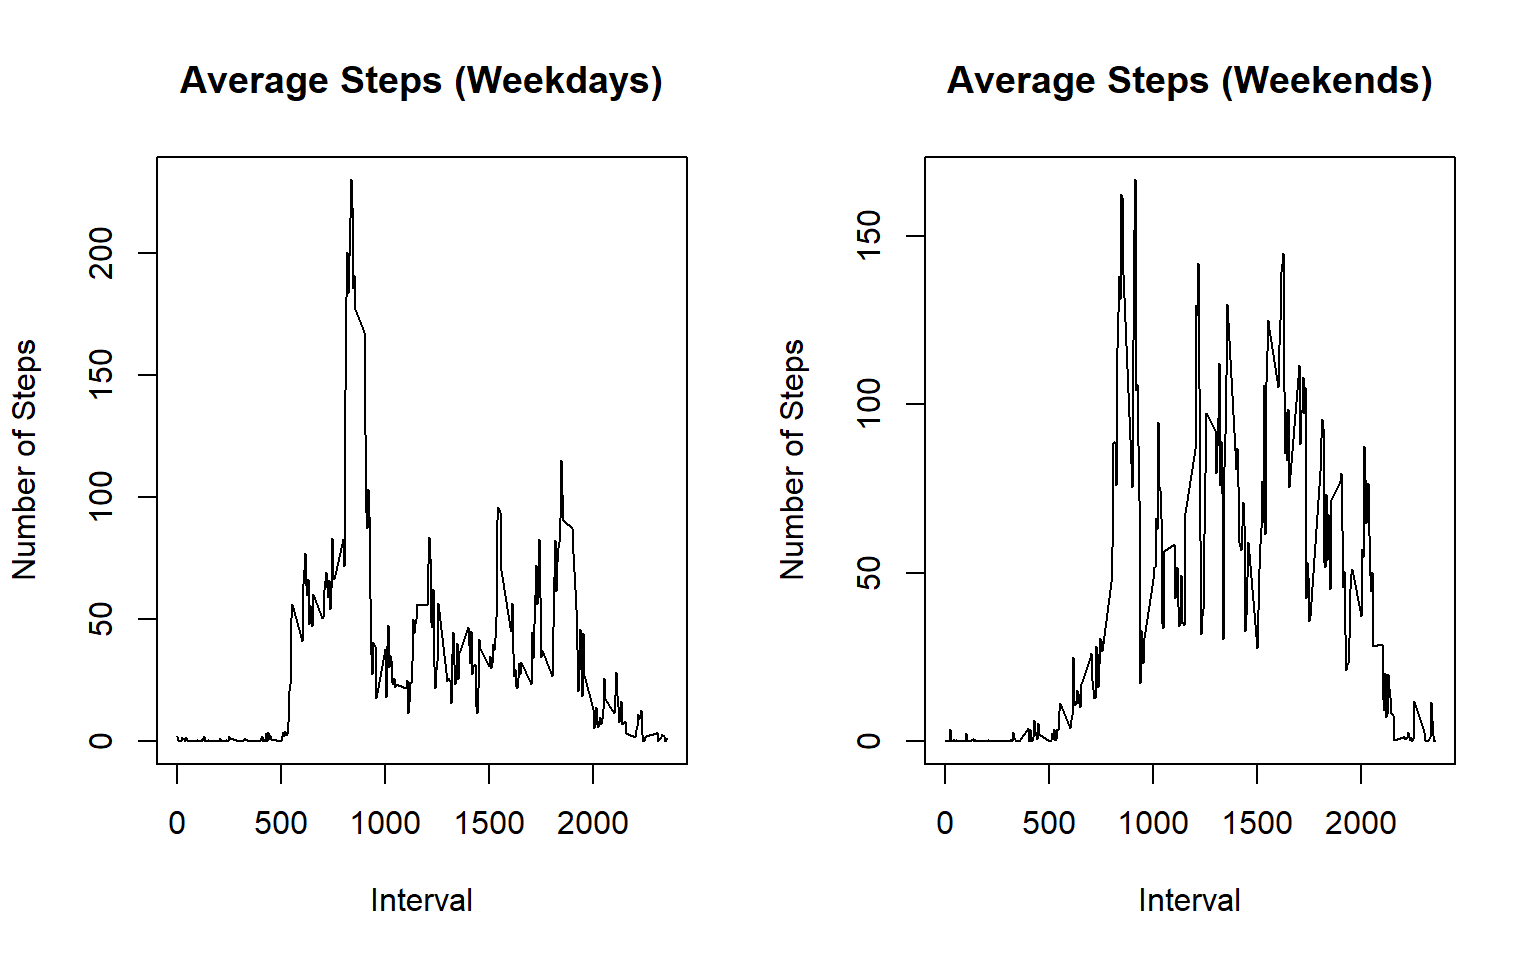 Average Steps (Weekdays)
Number of Steps
0
50
100
150
200
0 500 1000 1500 2000
Interval
Average Steps (Weekends)
Number of Steps
0
50
100
150
0 500 1000 1500 2000
Interval